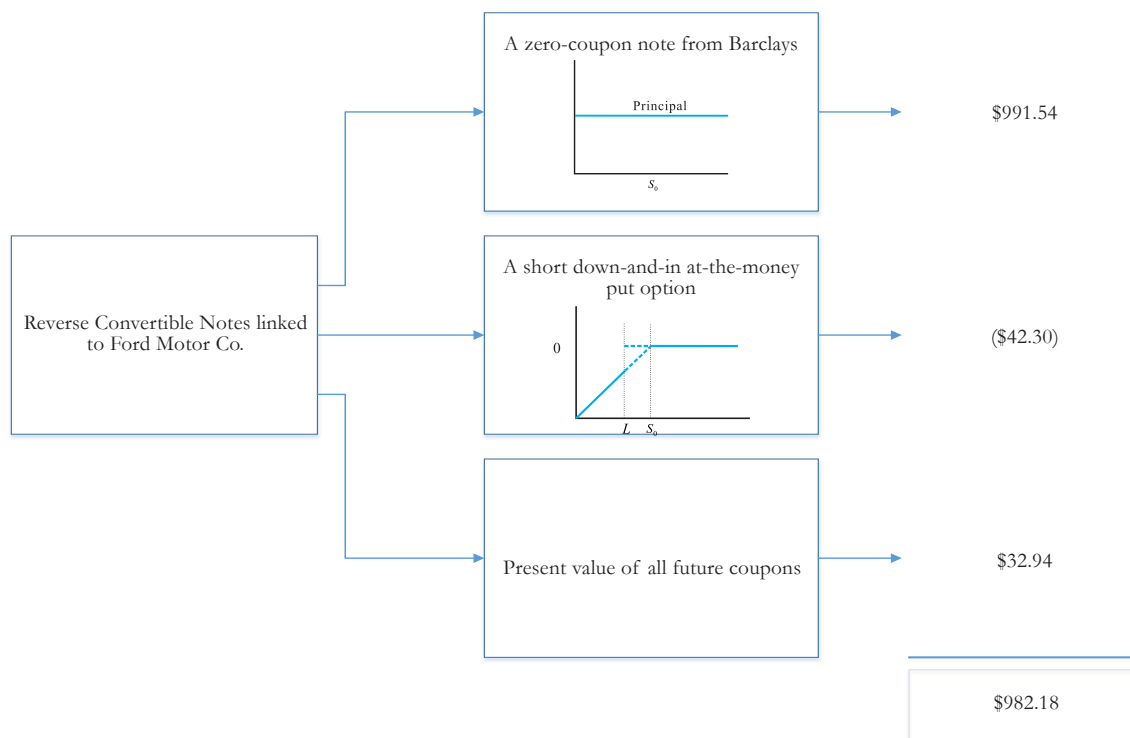 A zero-coupon note from Barclays
Principal
S₀
$991.54
Reverse Convertible Notes linked
to Ford Motor Co.
A short down-and-in at-the-money
put option
0
L S₀
($42.30)
Present value of all future coupons
$32.94
$982.18